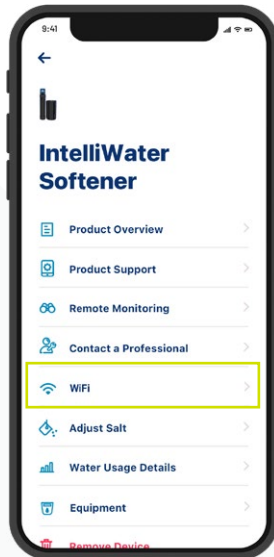 9:41
IntelliWater
Softener
Product Overview
Product Support
Remote Monitoring
Contact a Professional
WiFi
Adjust Salt
Water Usage Details
Equipment
Remove Device